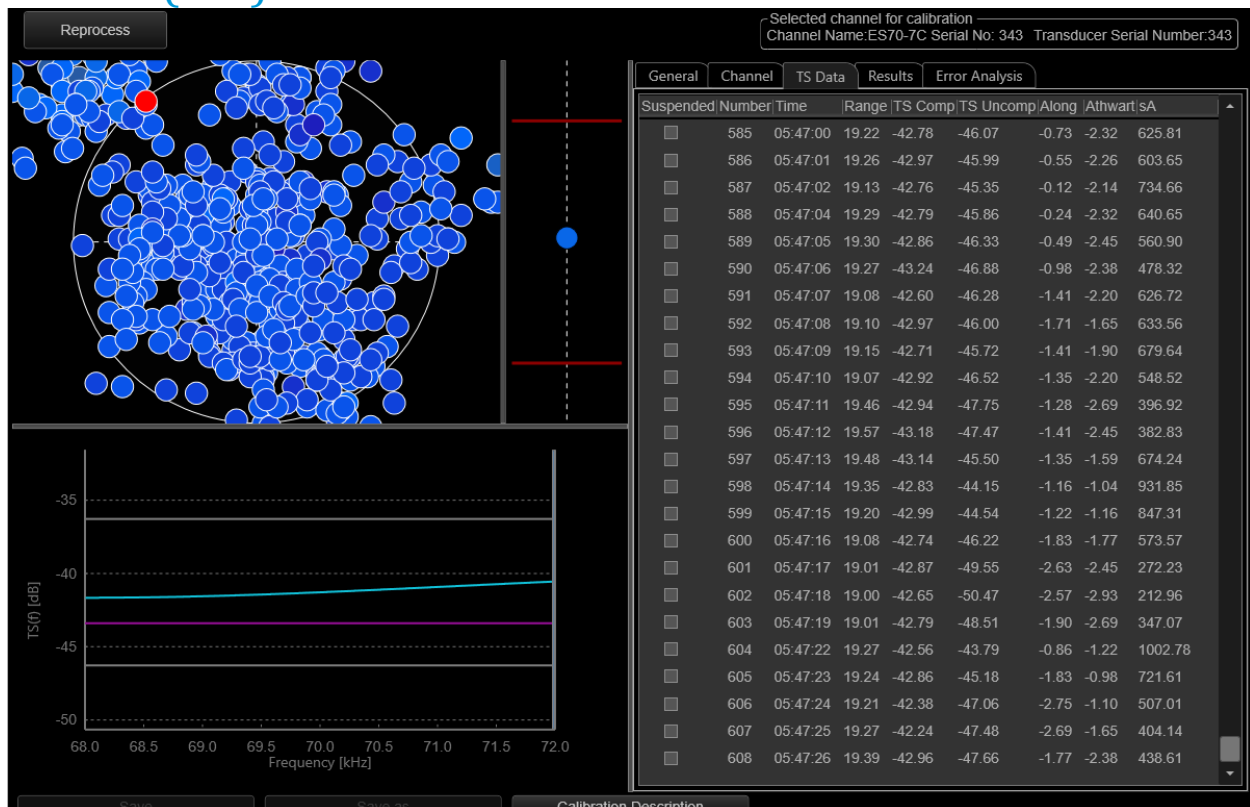 Reprocess
Selected channel for calibration
Channel Name:ES70-7C Serial No: 343 Transducer Serial Number:343
General Channel TS Data Results Error Analysis
Suspended Number Time Range TS Comp TS Uncomp Along Athwart sA
585 05:47:00 19.22 -42.78 -46.07 -0.73 -2.32 625.81
586 05:47:01 19.26 -42.97 -45.99 -0.55 -2.26 603.65
587 05:47:02 19.13 -42.76 -45.35 -0.12 -2.14 734.66
588 05:47:04 19.29 -42.79 -45.86 -0.24 -2.32 640.65
589 05:47:05 19.30 -42.86 -46.33 -0.49 -2.45 560.90
590 05:47:06 19.27 -43.24 -46.88 -0.98 -2.38 478.32
591 05:47:07 19.08 -42.60 -46.28 -1.41 -2.20 626.72
592 05:47:08 19.10 -42.97 -46.00 -1.71 -1.65 633.56
593 05:47:09 19.15 -42.71 -45.72 -1.41 -1.90 679.64
594 05:47:10 19.07 -42.92 -46.52 -1.35 -2.20 548.52
595 05:47:11 19.46 -42.94 -47.75 -1.28 -2.69 396.92
596 05:47:12 19.57 -43.18 -47.47 -1.41 -2.45 382.83
597 05:47:13 19.48 -43.14 -45.50 -1.35 -1.59 674.24
598 05:47:14 19.35 -42.83 -44.15 -1.16 -1.04 931.85
599 05:47:15 19.20 -42.99 -44.54 -1.22 -1.16 847.31
600 05:47:16 19.08 -42.74 -46.22 -1.83 -1.77 573.57
601 05:47:17 19.01 -42.87 -49.55 -2.63 -2.45 272.23
602 05:47:18 19.00 -42.65 -50.47 -2.57 -2.93 212.96
603 05:47:19 19.01 -42.79 -48.51 -1.90 -2.69 347.07
604 05:47:22 19.27 -42.56 -43.79 -0.86 -1.22 1002.78
605 05:47:23 19.24 -42.86 -45.18 -1.83 -0.98 721.61
606 05:47:24 19.21 -42.38 -47.06 -2.75 -1.10 507.01
607 05:47:25 19.27 -42.24 -47.48 -2.69 -1.65 404.14
608 05:47:26 19.39 -42.96 -47.66 -1.77 -2.38 438.61
TS(f) [dB]
-35
-40
-45
-50
68.0 68.5 69.0 69.5 70.0 70.5 71.0 71.5 72.0
Frequency [kHz]
Save Save as Calibration Description